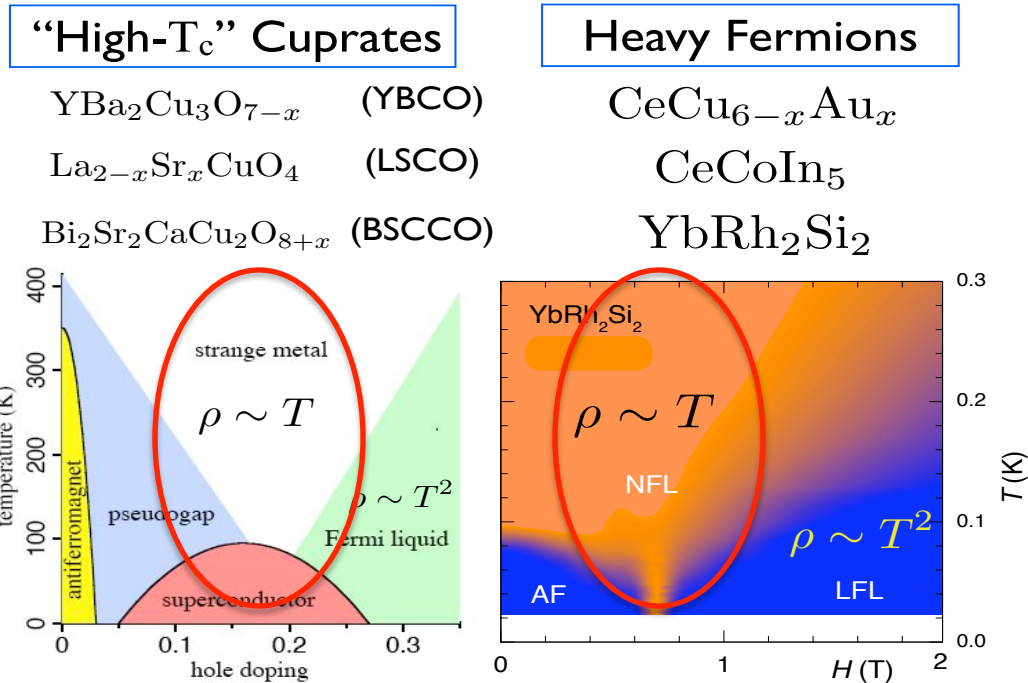 “High-Tc” Cuprates
YBa₂Cu₃O₇₋ₓ (YBCO)
La₂₋ₓSrₓCuO₄ (LSCO)
Bi₂Sr₂CaCu₂O₈₊ₓ (BSCCO)
400
300
200
100
0
temperature (K)
antiferromagnet
pseudogap
strange metal
ρ ∼ T
ρ ∼ T²
Fermi liquid
superconductor
0 0.1 0.2 0.3
hole doping
Heavy Fermions
CeCu₆₋ₓAuₓ
CeCoIn₅
YbRh₂Si₂
YbRh₂Si₂
ρ ∼ T
NFL
ρ ∼ T²
AF
LFL
0.3
0.2
0.1
0.0
T (K)
0 1 2
H (T)